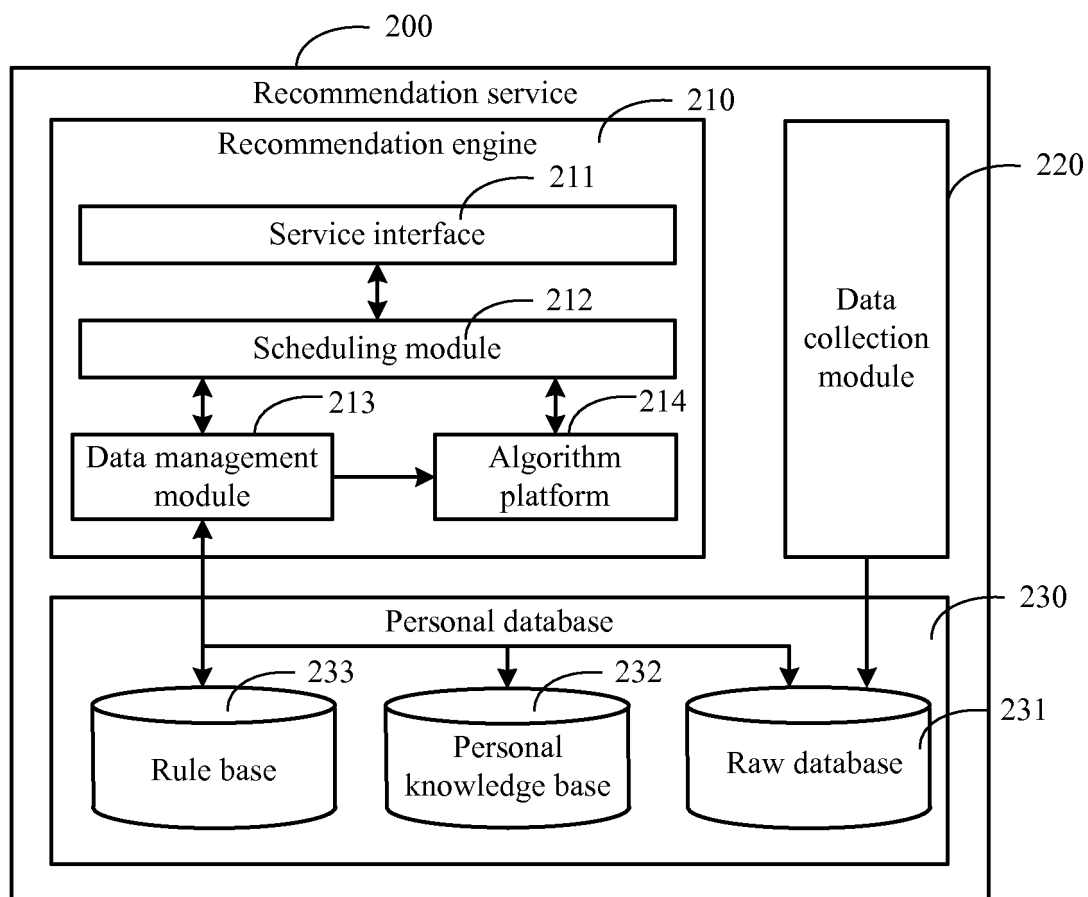 200
Recommendation service
210
Recommendation engine
220
211
Service interface
212
Scheduling module
Data
collection
module
213
214
Data management
module
Algorithm
platform
230
Personal database
233
232
231
Rule base
Personal
knowledge base
Raw database